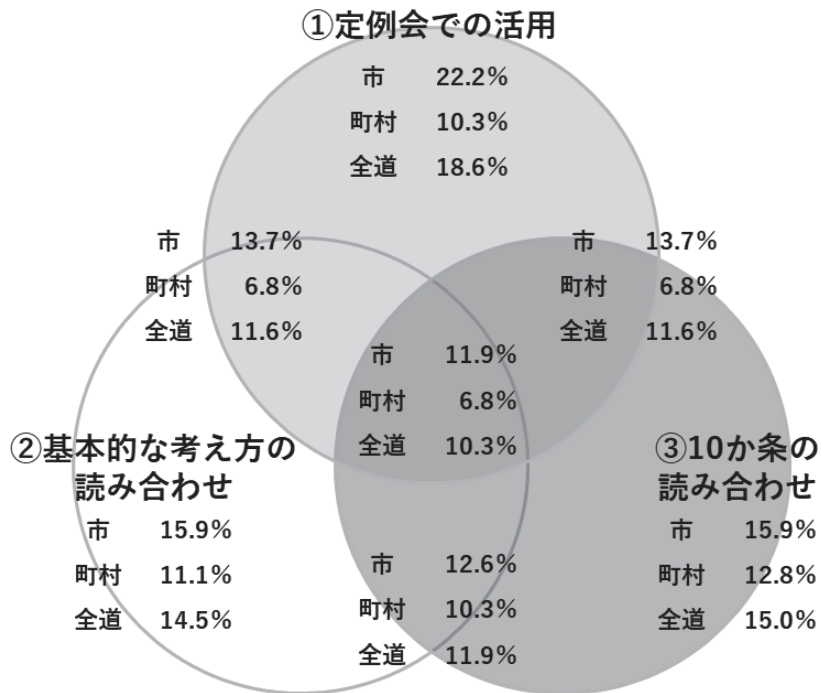 ①定例会での活用
市 22.2%
町村 10.3%
全道 18.6%
市 13.7%
町村 6.8%
全道 11.6%
市 13.7%
町村 6.8%
全道 11.6%
市 11.9%
町村 6.8%
全道 10.3%
②基本的な考え方の
読み合わせ
市 15.9%
町村 11.1%
全道 14.5%
③10か条の
読み合わせ
市 15.9%
町村 12.8%
全道 15.0%
市 12.6%
町村 10.3%
全道 11.9%